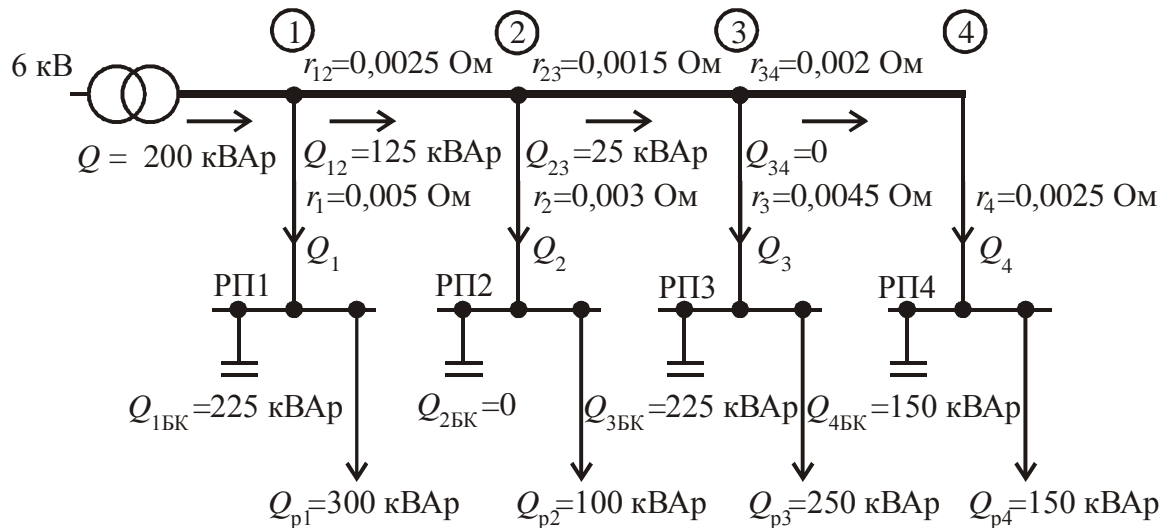 1 2 3 4
6 кВ r12=0,0025 Ом r23=0,0015 Ом r34=0,002 Ом
Q = 200 кВАр Q12=125 кВАр Q23=25 кВАр Q34=0
r1=0,005 Ом r2=0,003 Ом r3=0,0045 Ом r4=0,0025 Ом
Q1 Q2 Q3 Q4
РП1 РП2 РП3 РП4
Q1БК=225 кВАр Q2БК=0 Q3БК=225 кВАр Q4БК=150 кВАр
Qр1=300 кВАр Qр2=100 кВАр Qр3=250 кВАр Qр4=150 кВАр